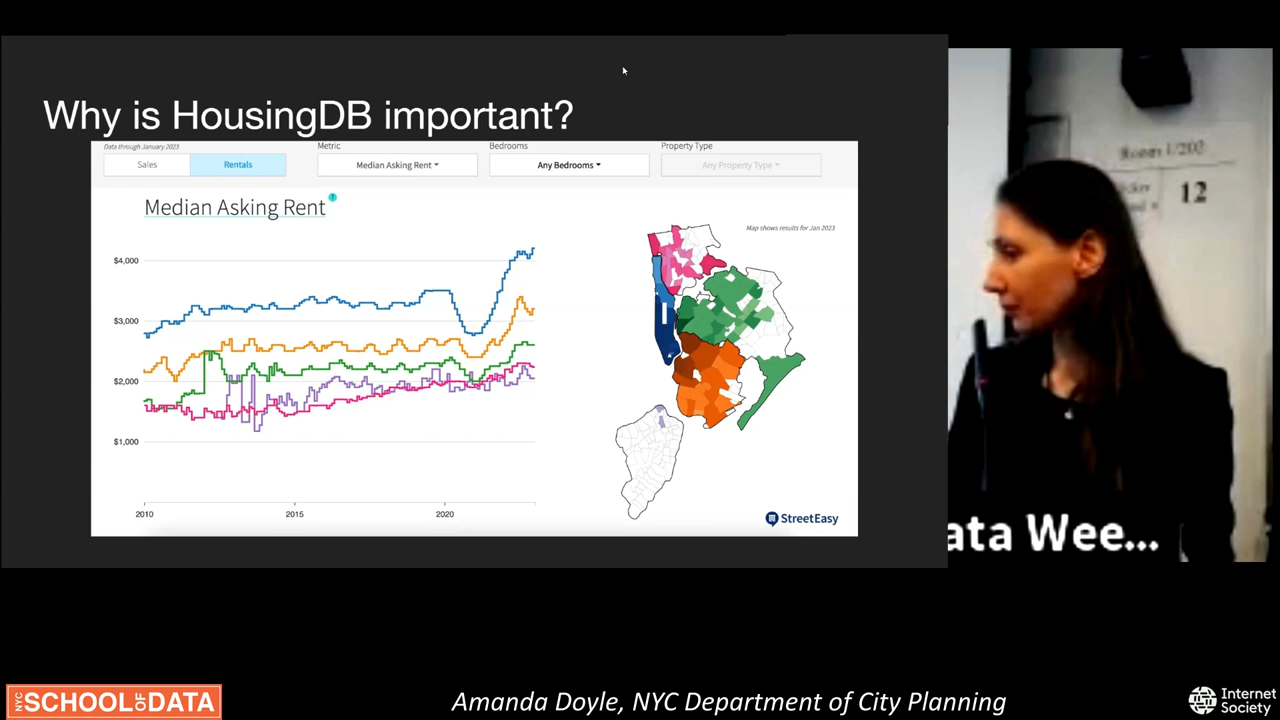 Why is HousingDB important?
Data through January 2023
Metric
Bedrooms
Property Type
Sales
Rentals
Median Asking Rent
Any Bedrooms
Any Property Type
Median Asking Rent
?
Map shows results for Jan 2023
$4,000
$3,000
$2,000
$1,000
2010
2015
2020
StreetEasy
12
ata Wee...
NYC SCHOOL OF DATA
Amanda Doyle, NYC Department of City Planning
Internet
Society